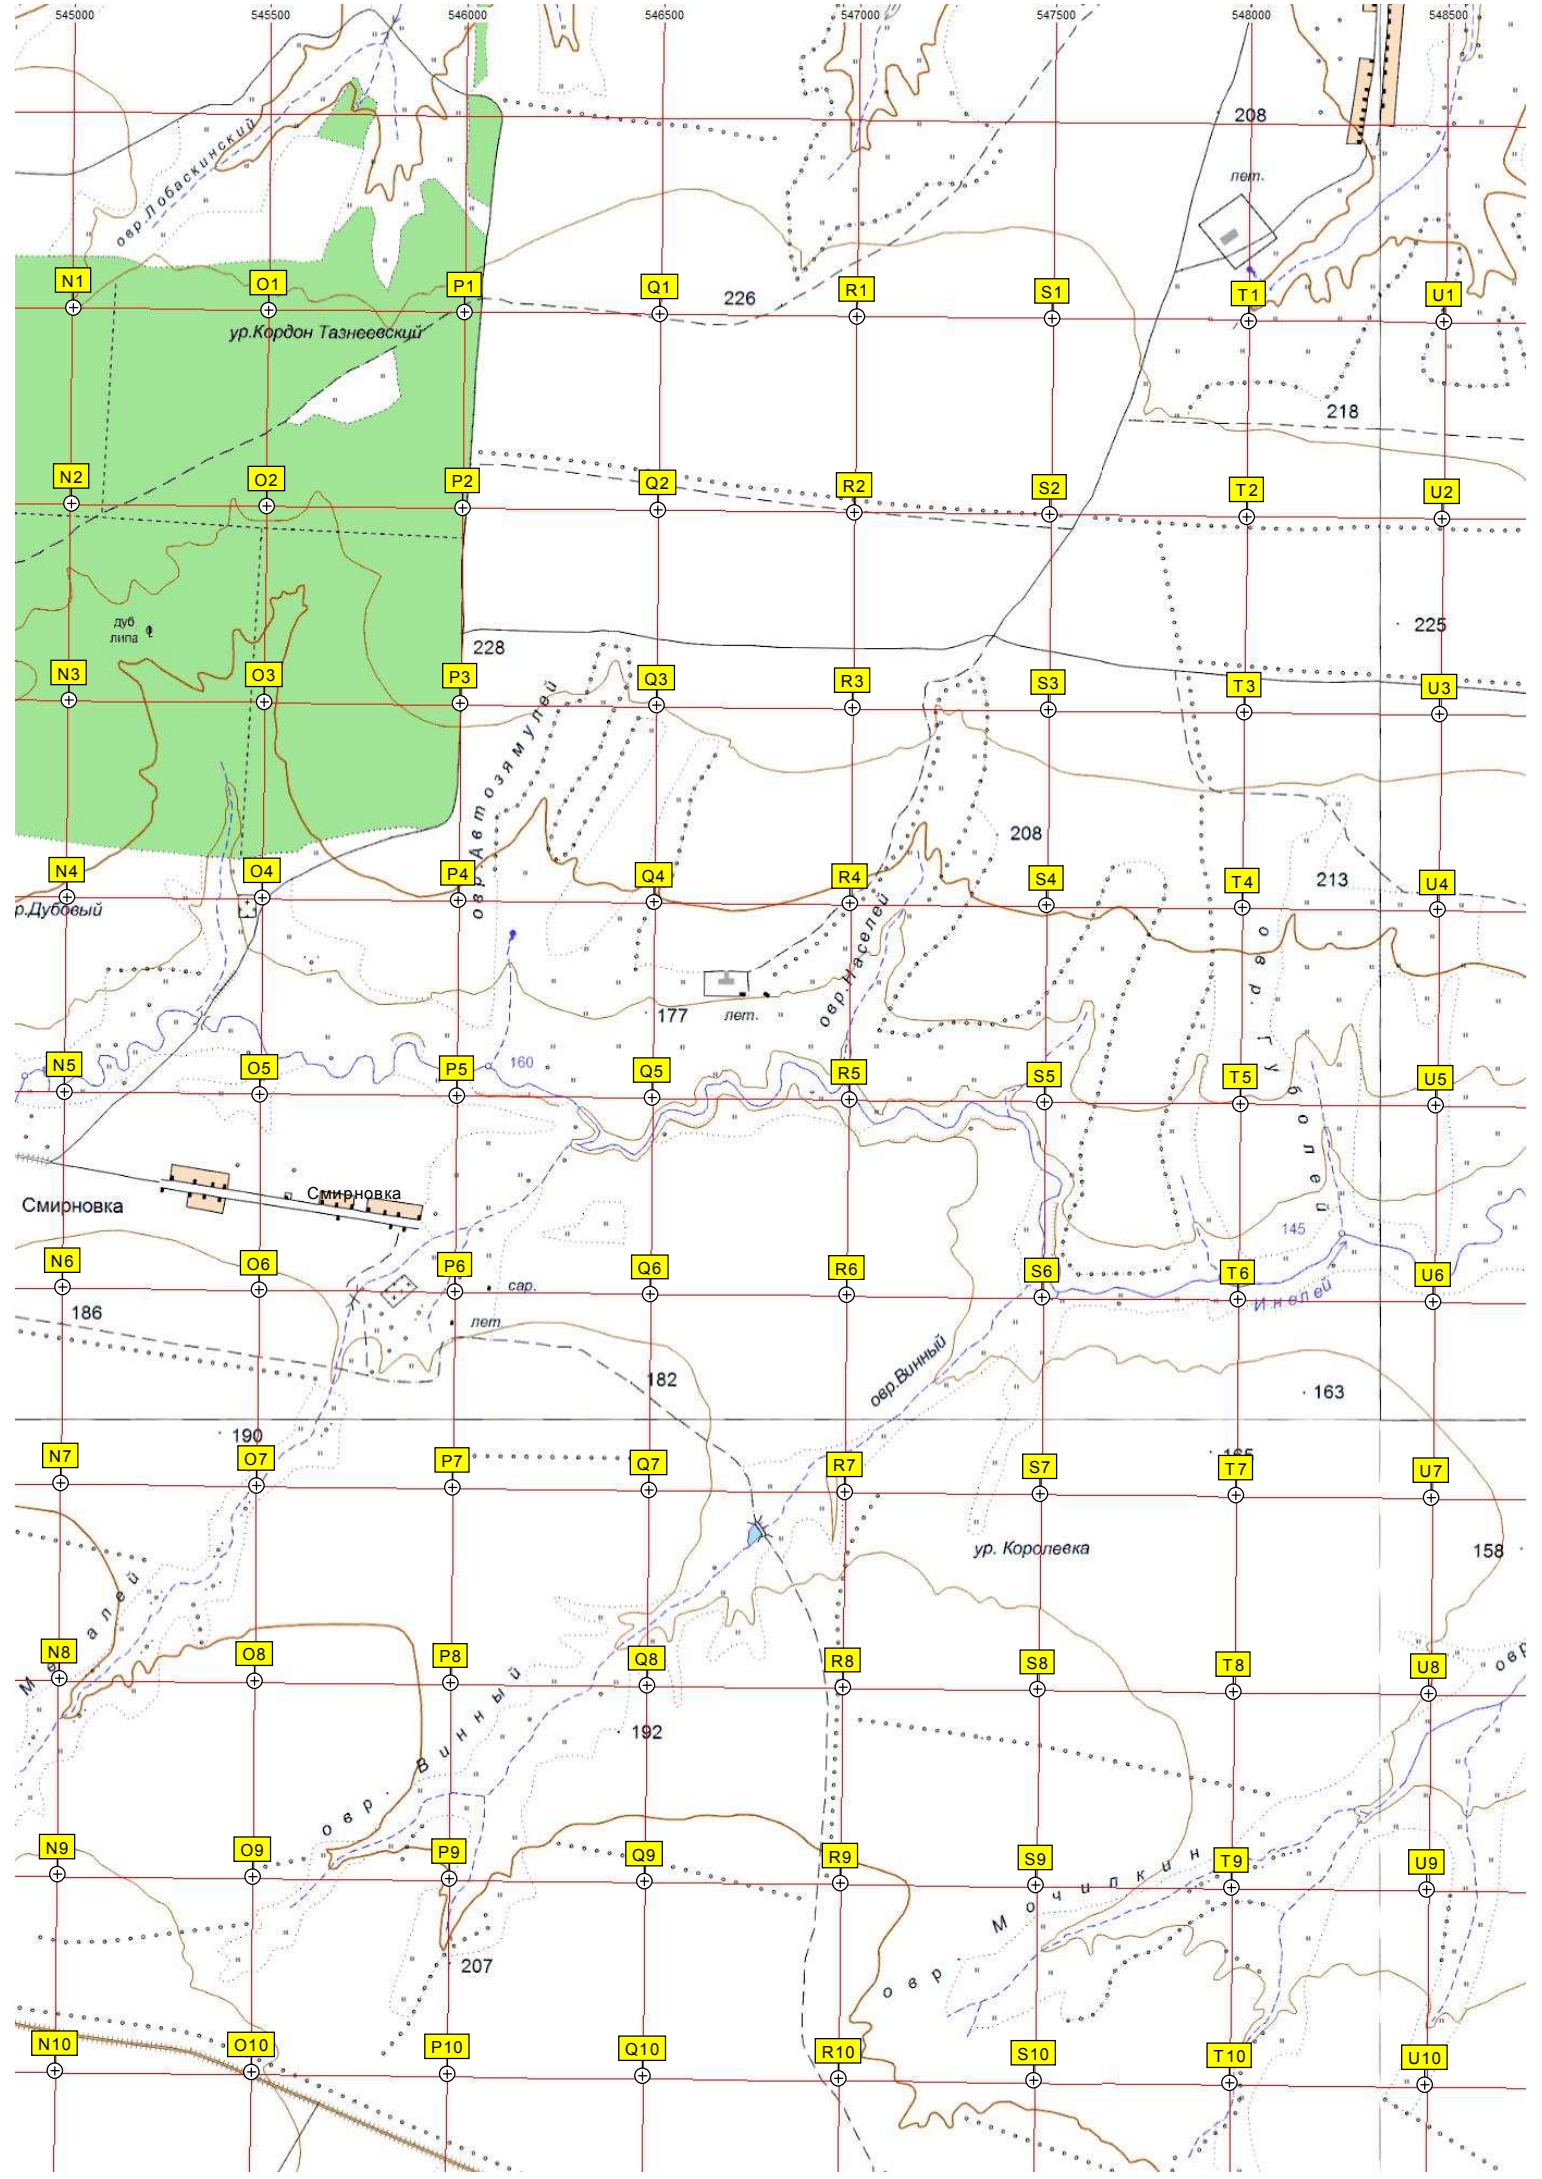 545000 545500 546000 546500 547000 547500 548000 548500
208
овр.Лобаскинский
лет.
N1 O1 P1 Q1 R1 S1 T1 U1
226
ур.Кордон Тазнеевский
218
N2 O2 P2 Q2 R2 S2 T2 U2
дуб
липа
225
228
N3 O3 P3 Q3 R3 S3 T3 U3
овр.Автозямулей
208
N4 O4 P4 Q4 R4 S4 T4 U4
213
р.Дубовый
овр.Населей
овр. Губолей
177 лет.
160
N5 O5 P5 Q5 R5 S5 T5 U5
Смирновка
Смирновка
145
N6 O6 P6 Q6 R6 S6 T6 U6
сар.
Инелей
186
лет.
овр.Винный
182
163
190
165
N7 O7 P7 Q7 R7 S7 T7 U7
ур. Королевка
158
алей
N8 O8 P8 Q8 R8 S8 T8 U8
овр
овр. Винный
192
N9 O9 P9 Q9 R9 S9 T9 U9
овр. Мочипкин
207
N10 O10 P10 Q10 R10 S10 T10 U10